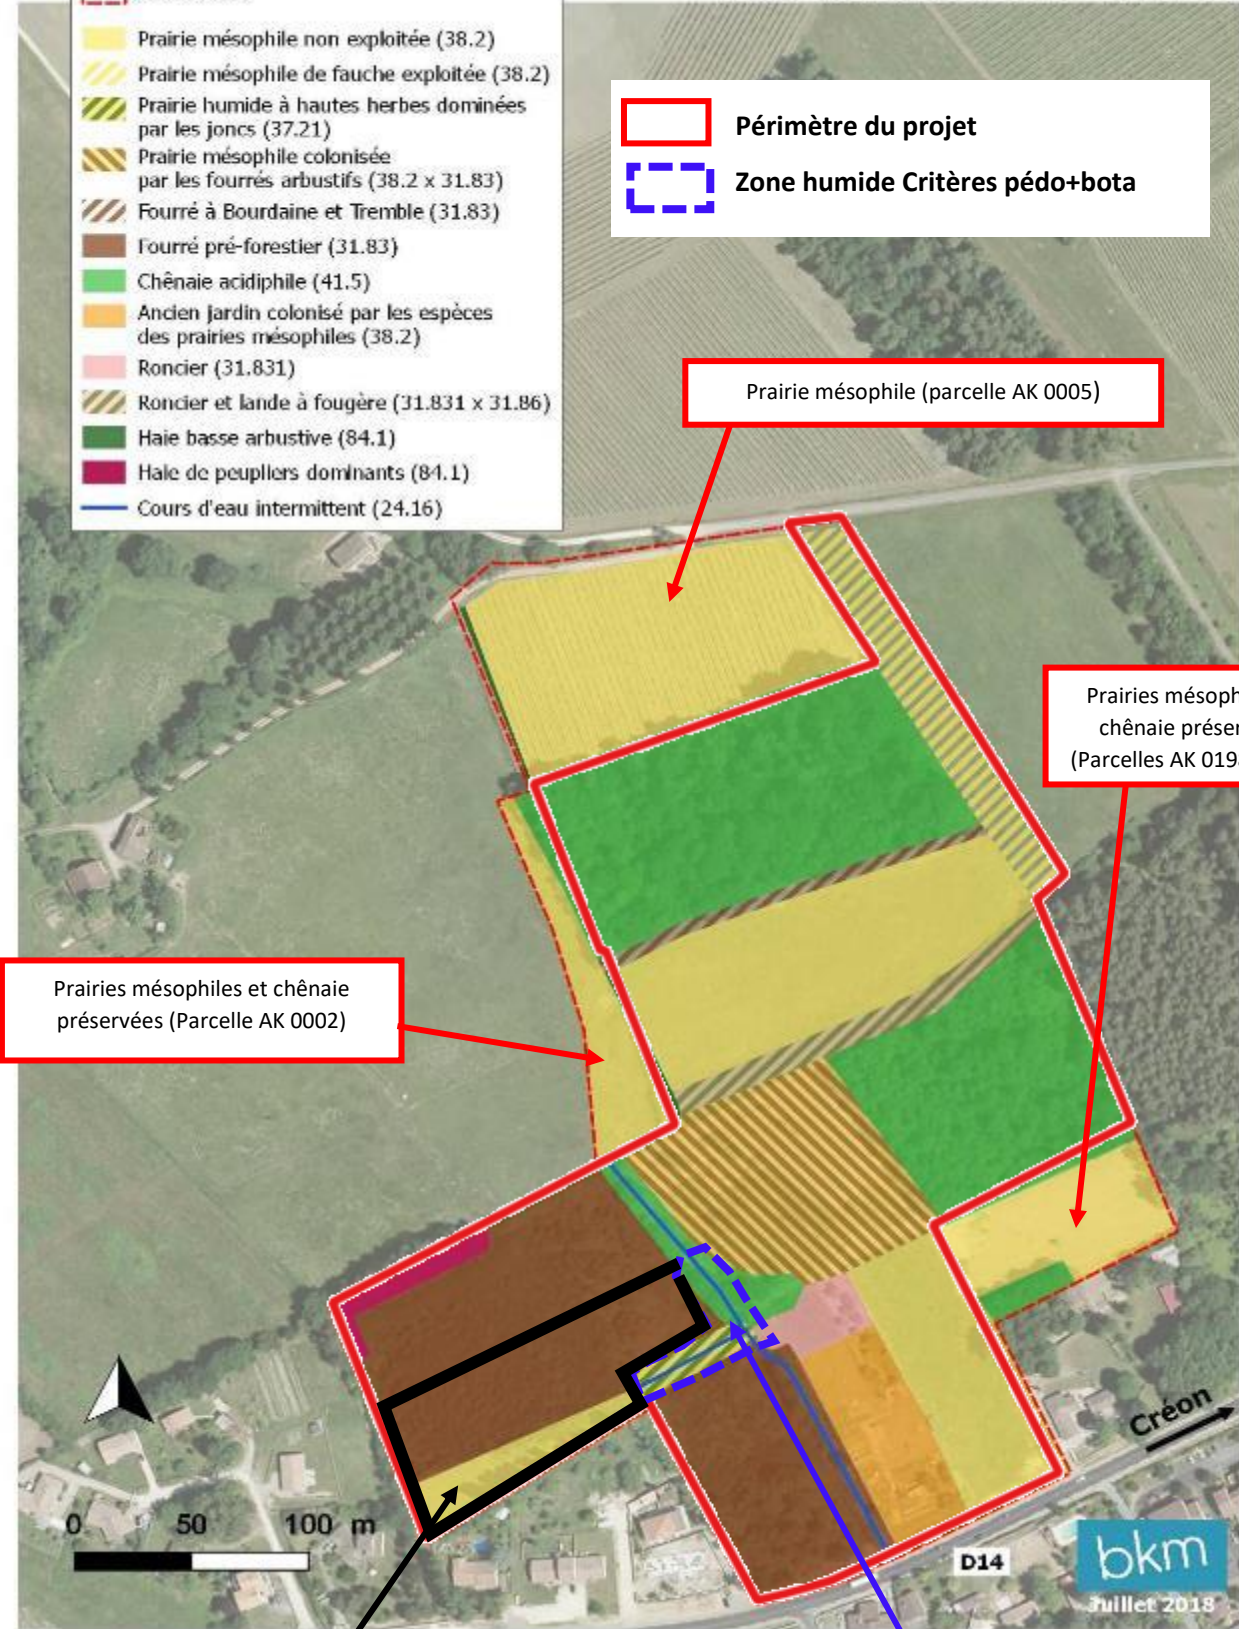 Prairie mésophile non exploitée (38.2)
Prairie mésophile de fauche exploitée (38.2)
Prairie humide à hautes herbes dominées
par les joncs (37.21)
Prairie mésophile colonisée
par les fourrés arbustifs (38.2 x 31.83)
Fourré à Bourdaine et Tremble (31.83)
Fourré pré-forestier (31.83)
Chênaie acidiphile (41.5)
Ancien jardin colonisé par les espèces
des prairies mésophiles (38.2)
Roncier (31.831)
Roncier et lande à fougère (31.831 x 31.86)
Haie basse arbustive (84.1)
Haie de peupliers dominants (84.1)
Cours d'eau intermittent (24.16)
Périmètre du projet
Zone humide Critères pédo+bota
Prairie mésophile (parcelle AK 0005)
Prairies mésoph
chênaie préser
(Parcelles AK 019
Prairies mésophiles et chênaie
préservées (Parcelle AK 0002)
Créon
0 50 100 m
D14
bkm
Juillet 2018